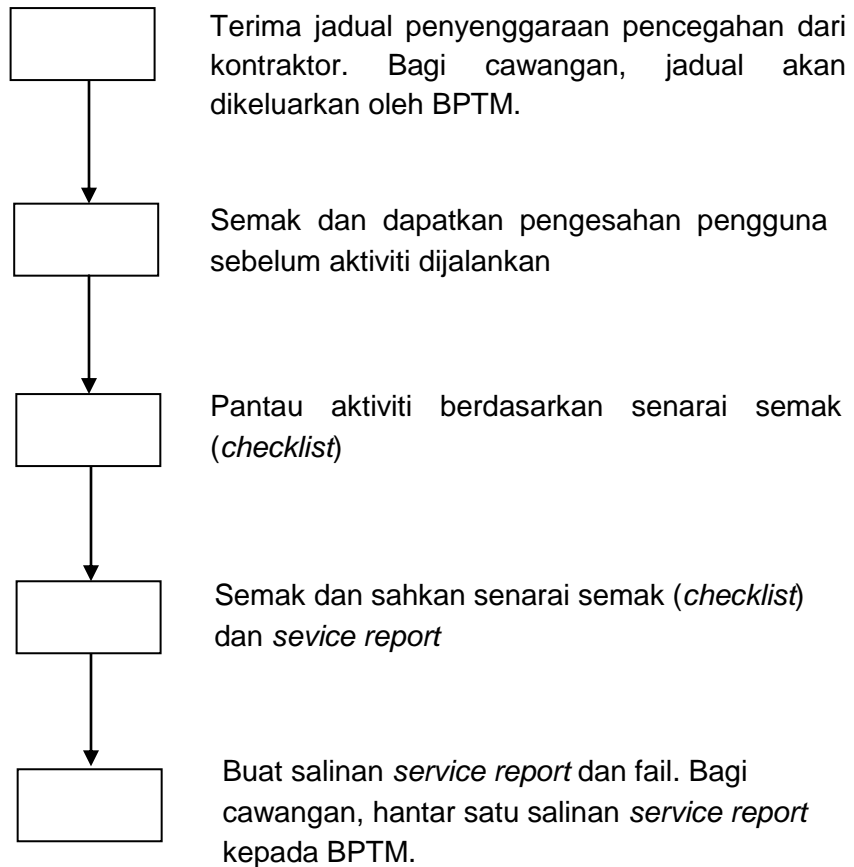 Terima jadual penyenggaraan pencegahan dari
kontraktor. Bagi cawangan, jadual akan
dikeluarkan oleh BPTM.
Semak dan dapatkan pengesahan pengguna
sebelum aktiviti dijalankan
Pantau aktiviti berdasarkan senarai semak
(checklist)
Semak dan sahkan senarai semak (checklist)
dan sevice report
Buat salinan service report dan fail. Bagi
cawangan, hantar satu salinan service report
kepada BPTM.